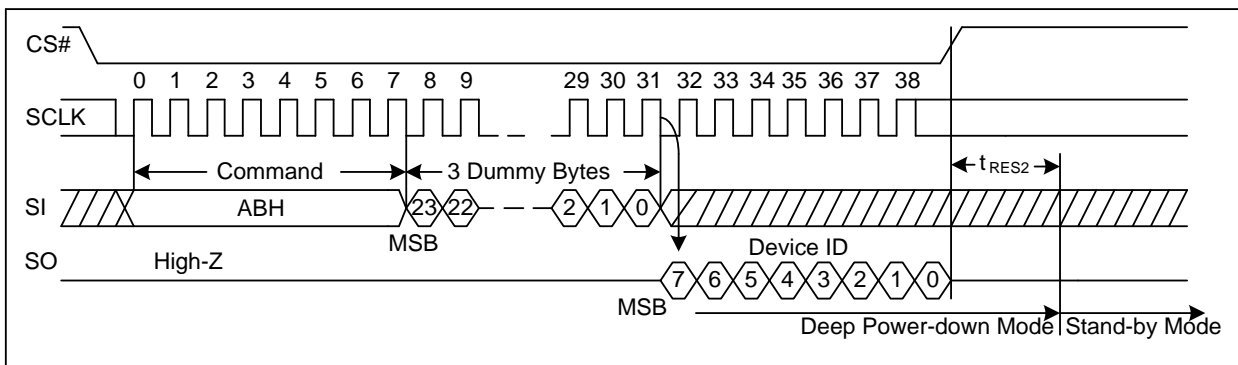 CS#
0 1 2 3 4 5 6 7 8 9 29 30 31 32 33 34 35 36 37 38
SCLK
Command 3 Dummy Bytes tRES2
SI ABH 23 22 2 1 0
MSB
SO High-Z Device ID
7 6 5 4 3 2 1 0
MSB
Deep Power-down Mode Stand-by Mode